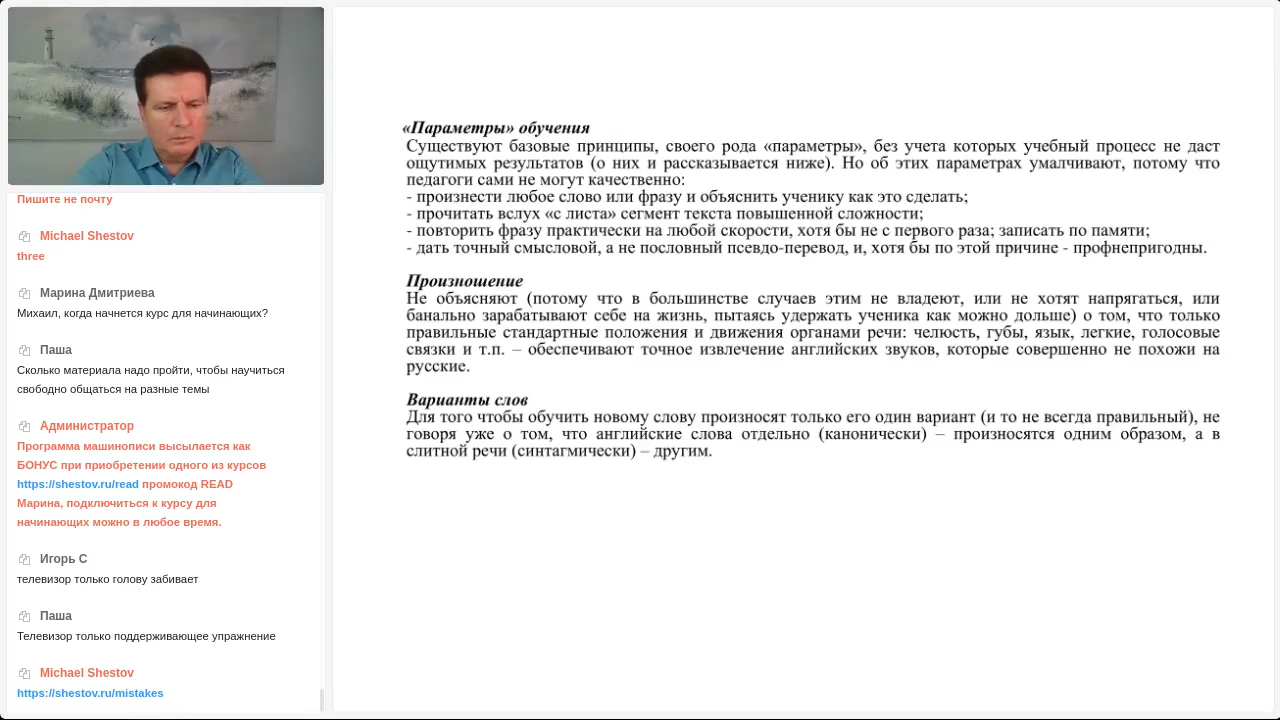 Пишите не почту
Michael Shestov
three
Марина Дмитриева
Михаил, когда начнется курс для начинающих?
Паша
Сколько материала надо пройти, чтобы научиться
свободно общаться на разные темы
Администратор
Программа машинописи высылается как
БОНУС при приобретении одного из курсов
https://shestov.ru/read промокод READ
Марина, подключиться к курсу для
начинающих можно в любое время.
Игорь С
телевизор только голову забивает
Паша
Телевизор только поддерживающее упражнение
Michael Shestov
https://shestov.ru/mistakes
«Параметры» обучения
Существуют базовые принципы, своего рода «параметры», без учета которых учебный процесс не даст
ощутимых результатов (о них и рассказывается ниже). Но об этих параметрах умалчивают, потому что
педагоги сами не могут качественно:
- произнести любое слово или фразу и объяснить ученику как это сделать;
- прочитать вслух «с листа» сегмент текста повышенной сложности;
- повторить фразу практически на любой скорости, хотя бы не с первого раза; записать по памяти;
- дать точный смысловой, а не пословный псевдо-перевод, и, хотя бы по этой причине - профнепригодны.
Произношение
Не объясняют (потому что в большинстве случаев этим не владеют, или не хотят напрягаться, или
банально зарабатывают себе на жизнь, пытаясь удержать ученика как можно дольше) о том, что только
правильные стандартные положения и движения органами речи: челюсть, губы, язык, легкие, голосовые
связки и т.п. – обеспечивают точное извлечение английских звуков, которые совершенно не похожи на
русские.
Варианты слов
Для того чтобы обучить новому слову произносят только его один вариант (и то не всегда правильный), не
говоря уже о том, что английские слова отдельно (канонически) – произносятся одним образом, а в
слитной речи (синтагмически) – другим.